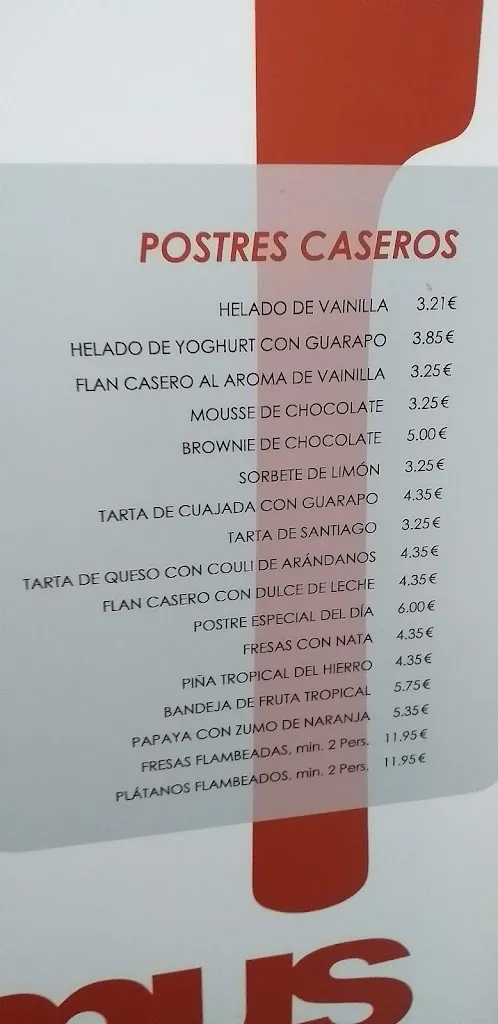 POSTRES CASEROS
HELADO DE VAINILLA 3.21€
HELADO DE YOGHURT CON GUARAPO 3.85€
FLAN CASERO AL AROMA DE VAINILLA 3.25€
MOUSSE DE CHOCOLATE 3.25€
BROWNIE DE CHOCOLATE 5.00€
SORBETE DE LIMÓN 3.25€
TARTA DE CUAJADA CON GUARAPO 4.35€
TARTA DE SANTIAGO 3.25€
TARTA DE QUESO CON COULI DE ARÁNDANOS 4.35€
FLAN CASERO CON DULCE DE LECHE 4.35€
POSTRE ESPECIAL DEL DÍA 6.00€
FRESAS CON NATA 4.35€
PIÑA TROPICAL DEL HIERRO 4.35€
BANDEJA DE FRUTA TROPICAL 5.75€
PAPAYA CON ZUMO DE NARANJA 5.35€
FRESAS FLAMBEADAS, min. 2 Pers. 11.95€
PLÁTANOS FLAMBEADOS, min. 2 Pers. 11.95€